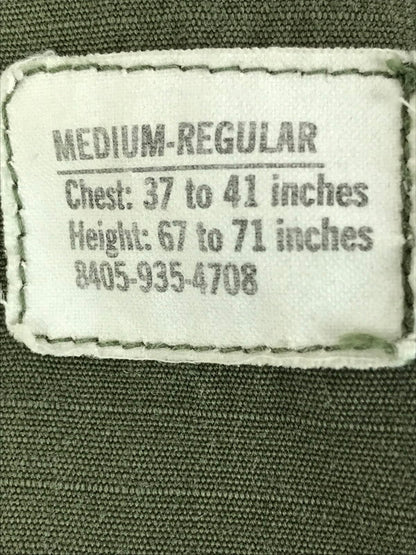 MEDIUM-REGULAR
Chest: 37 to 41 inches
Height: 67 to 71 inches
8405-935-4708